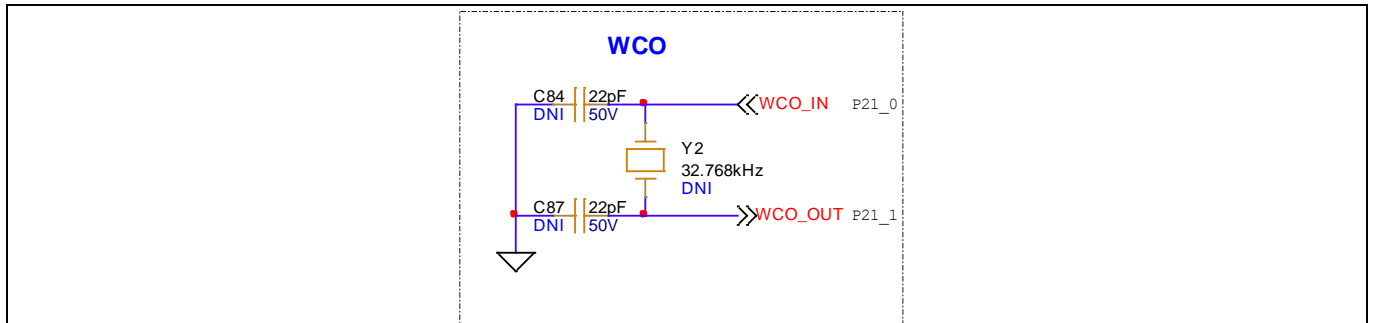 WCO
C84 22pF
DNI 50V
WCO_IN P21_0
Y2
32.768kHz
DNI
C87 22pF
DNI 50V
WCO_OUT P21_1